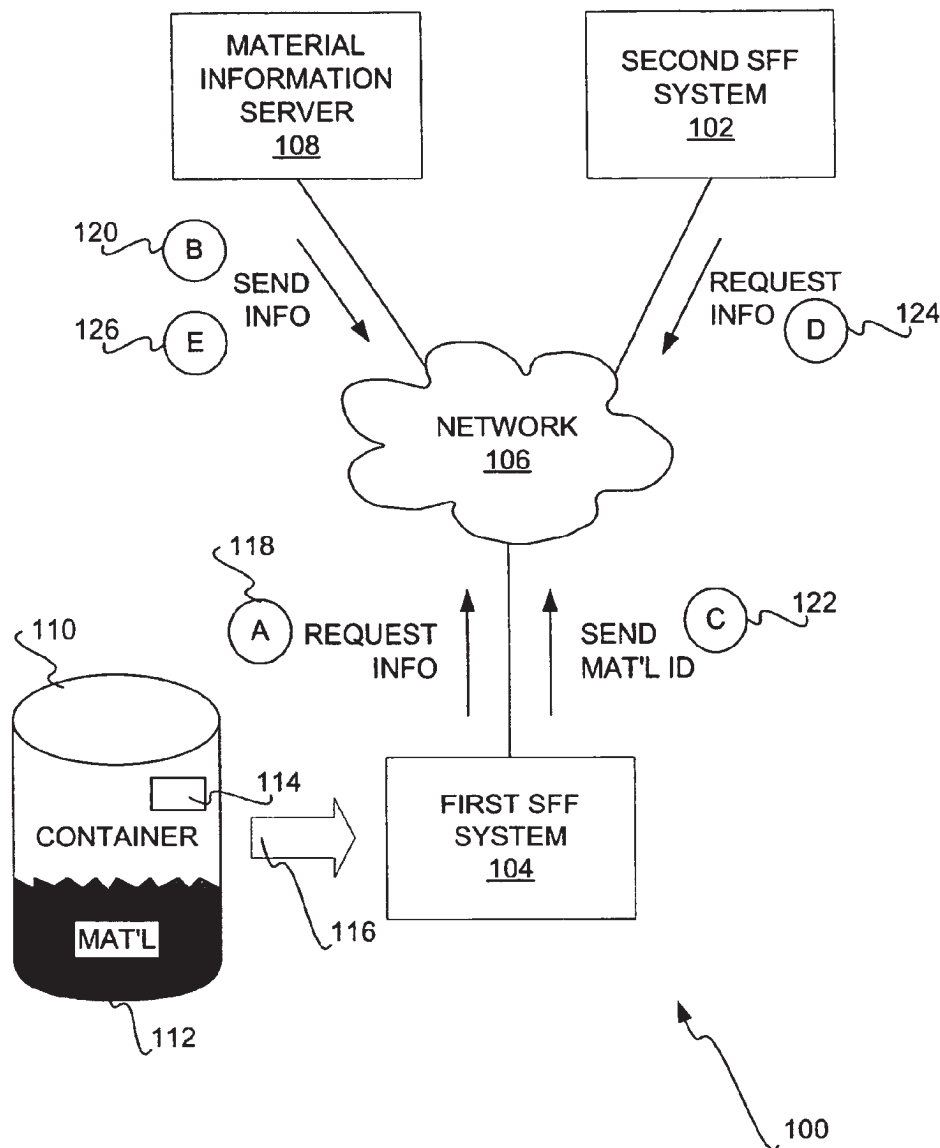 MATERIAL
INFORMATION
SERVER
108
SECOND SFF
SYSTEM
102
120
B
SEND
INFO
126
E
REQUEST
INFO
D
124
NETWORK
106
118
A
REQUEST
INFO
SEND
MAT'L ID
C
122
110
114
CONTAINER
MAT'L
116
112
FIRST SFF
SYSTEM
104
100